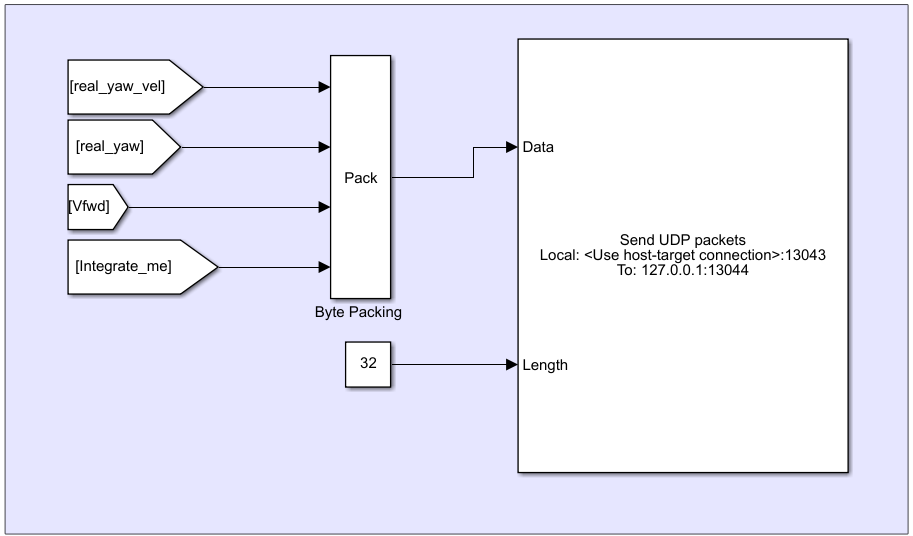 [real_yaw_vel]
[real_yaw]
[Vfwd]
[Integrate_me]
Pack
Byte Packing
32
Data
Send UDP packets
Local: <Use host-target connection>:13043
To: 127.0.0.1:13044
Length